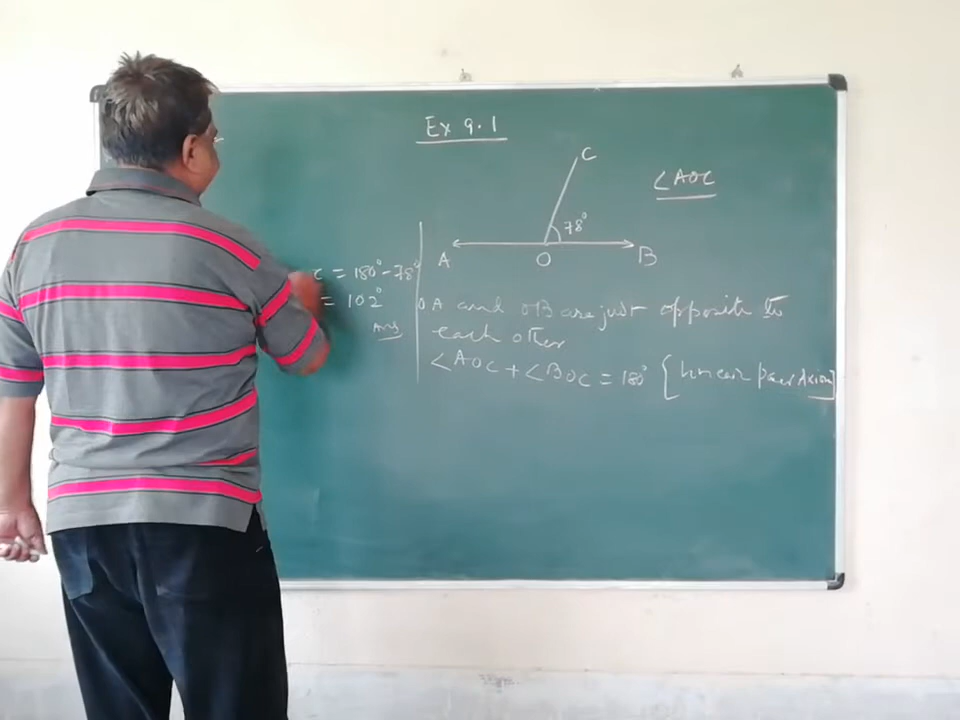 Ex 9.1
C
∠AOC
78°
A
O
B
OA and OB are just opposite to
each other
∠AOC + ∠BOC = 180° [Linear Pair Axiom]
C = 180° - 78°
= 102°
Ans